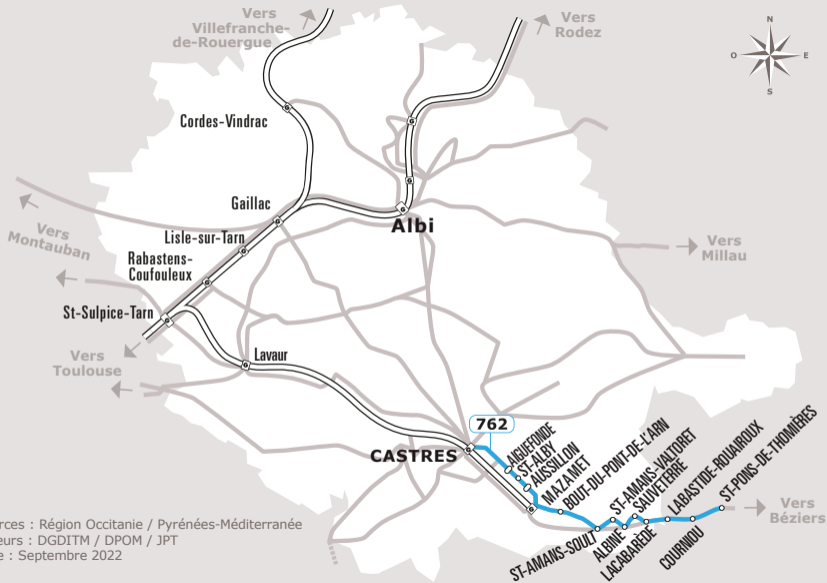 Vers
Villefranche-
de-Rouergue
Vers
Rodez
N
O
E
S
Cordes-Vindrac
Gaillac
Albi
Vers
Montauban
Lisle-sur-Tarn
Rabastens-
Coufouleux
Vers
Millau
St-Sulpice-Tarn
Vers
Toulouse
Lavaur
762
CASTRES
AIGUEFONDE
ST-ALBY
AUSSILLON
MAZAMET
BOUT-DU-PONT-DE-L'ARN
ST-AMANS-SOULT
ST-AMANS-VALTORET
ALBINE
SAUVETERRE
LACABARÈDE
LABASTIDE-ROUAIROUX
COURNIOU
ST-PONS-DE-THOMIÈRES
Vers
Béziers
rces : Région Occitanie / Pyrénées-Méditerranée
eurs : DGDITM / DPOM / JPT
e : Septembre 2022